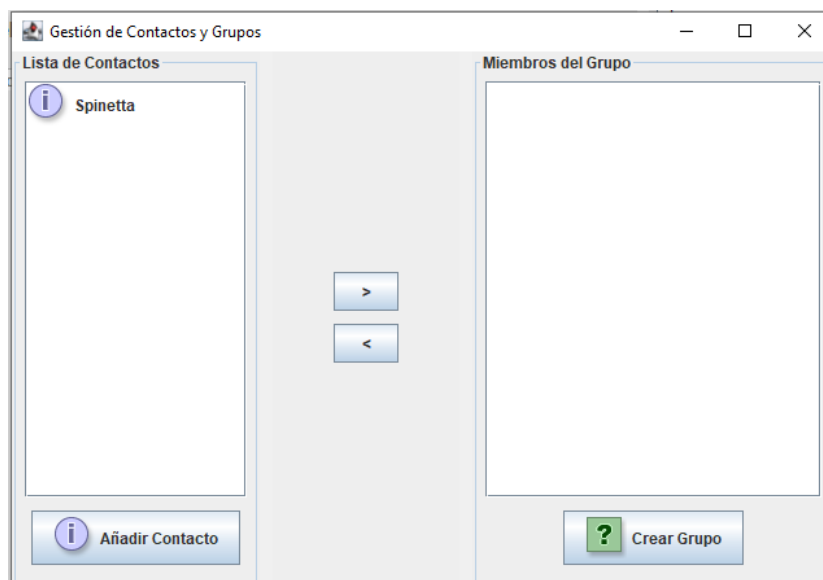 Gestión de Contactos y Grupos
Lista de Contactos
Miembros del Grupo
i Spinetta
>
<
i Añadir Contacto
? Crear Grupo